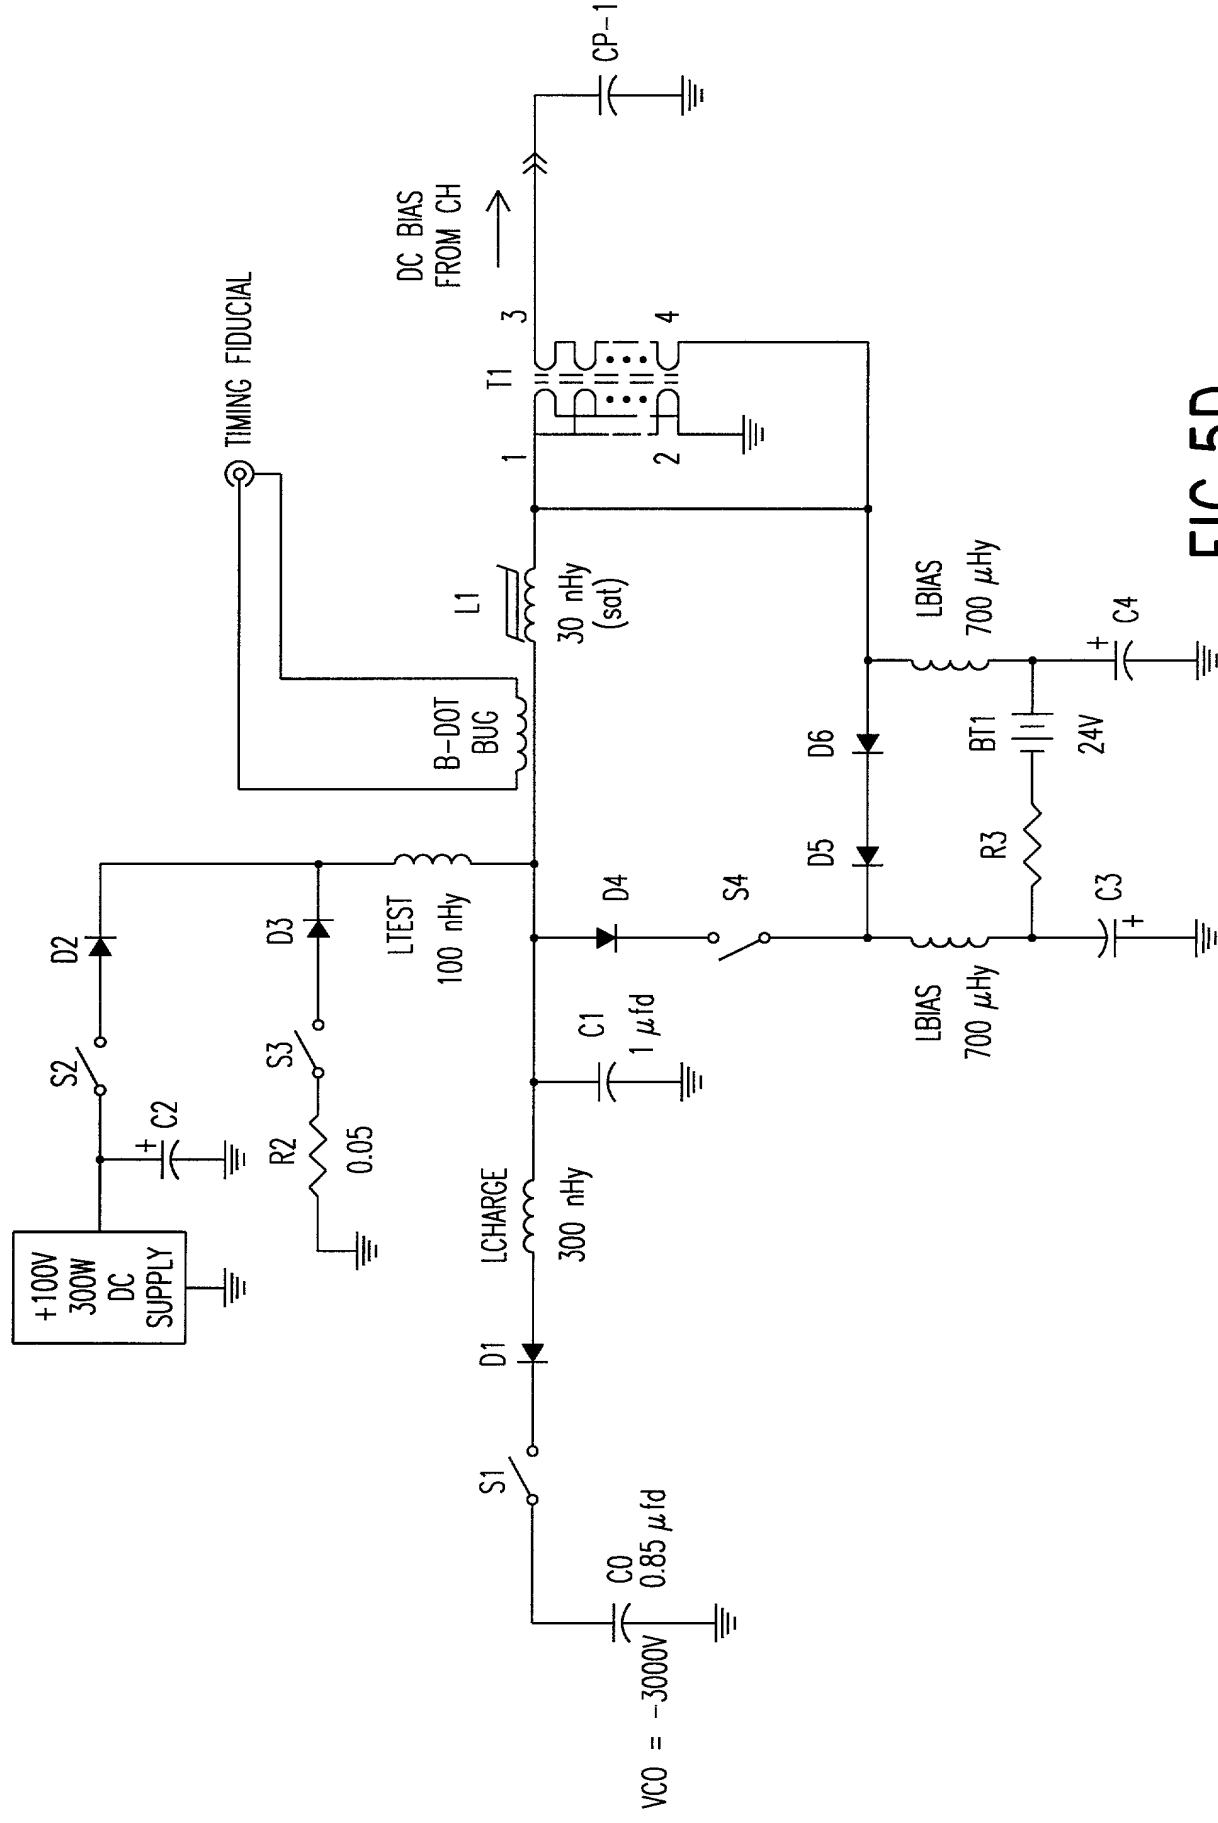 +100V
300W
DC
SUPPLY
S2
D2
C2
+
R2
0.05
S3
D3
LTEST
100 nHy
TIMING FIDUCIAL
B-DOT
BUG
VCO = -3000V
C0
0.85 µfd
S1
D1
LCHARGE
300 nHy
C1
1 µfd
D4
S4
L1
30 nHy
(sat)
1
2
T1
3
4
DC BIAS
FROM CH
CP-1
D5
D6
LBIAS
700 µHy
LBIAS
700 µHy
R3
BT1
24V
C3
+
C4
+
FIG.5D